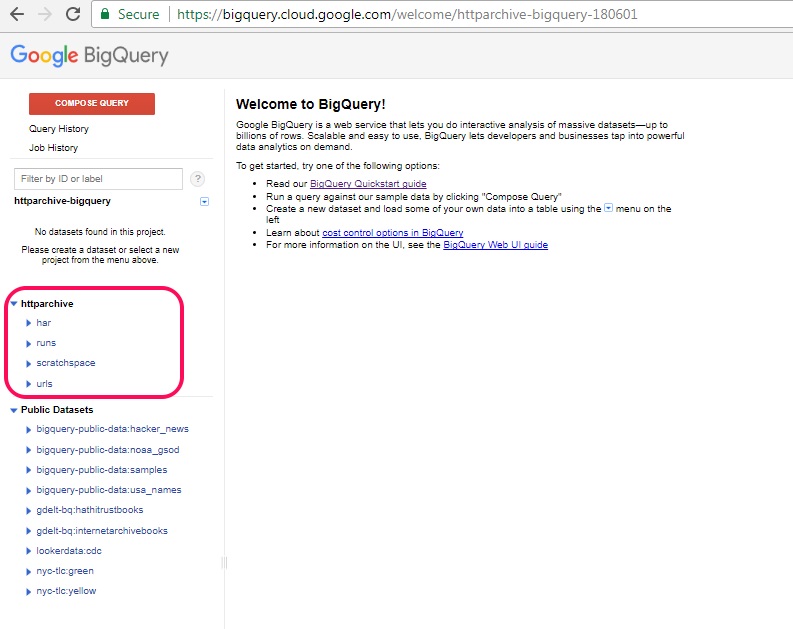 Secure https://bigquery.cloud.google.com/welcome/httparchive-bigquery-180601
Google BigQuery
COMPOSE QUERY
Query History
Job History
Filter by ID or label ?
httparchive-bigquery
No datasets found in this project.
Please create a dataset or select a new
project from the menu above.
httparchive
har
runs
scratchspace
urls
Public Datasets
bigquery-public-data:hacker_news
bigquery-public-data:noaa_gsod
bigquery-public-data:samples
bigquery-public-data:usa_names
gdelt-bq:hathitrustbooks
gdelt-bq:internetarchivebooks
lookerdata:cdc
nyc-tlc:green
nyc-tlc:yellow
Welcome to BigQuery!
Google BigQuery is a web service that lets you do interactive analysis of massive datasets—up to
billions of rows. Scalable and easy to use, BigQuery lets developers and businesses tap into powerful
data analytics on demand.
To get started, try one of the following options:
• Read our BigQuery Quickstart guide
• Run a query against our sample data by clicking "Compose Query"
• Create a new dataset and load some of your own data into a table using the menu on the
left
• Learn about cost control options in BigQuery
• For more information on the UI, see the BigQuery Web UI guide